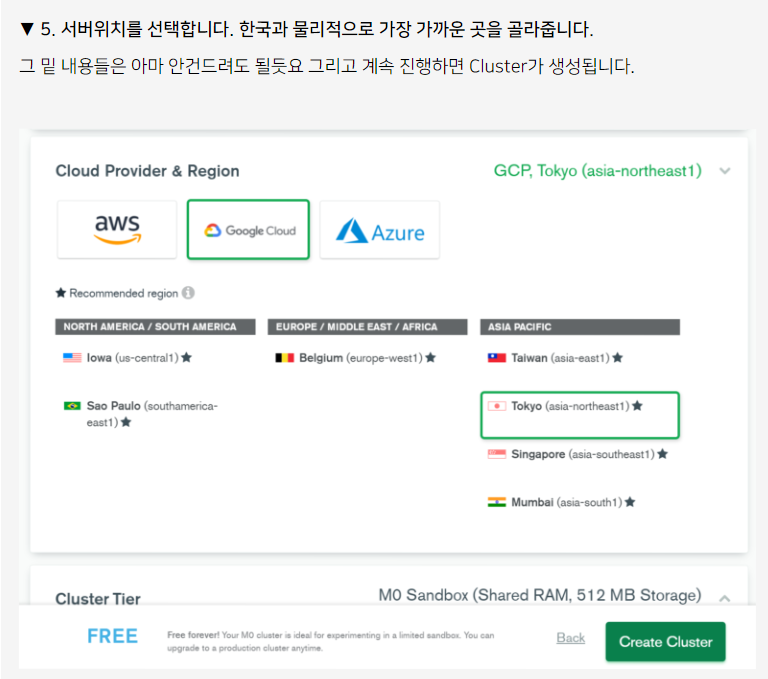 ▼ 5. 서버위치를 선택합니다. 한국과 물리적으로 가장 가까운 곳을 골라줍니다.
그 밑 내용들은 아마 안건드려도 될듯요 그리고 계속 진행하면 Cluster가 생성됩니다.
Cloud Provider & Region
GCP, Tokyo (asia-northeast1)
aws
Google Cloud
Azure
★ Recommended region
NORTH AMERICA / SOUTH AMERICA
EUROPE / MIDDLE EAST / AFRICA
ASIA PACIFIC
Iowa (us-central1) ★
Belgium (europe-west1) ★
Taiwan (asia-east1) ★
Sao Paulo (southamerica-
east1) ★
Tokyo (asia-northeast1) ★
Singapore (asia-southeast1) ★
Mumbai (asia-south1) ★
Cluster Tier
M0 Sandbox (Shared RAM, 512 MB Storage)
FREE
Free forever! Your M0 cluster is ideal for experimenting in a limited sandbox. You can
upgrade to a production cluster anytime.
Back
Create Cluster